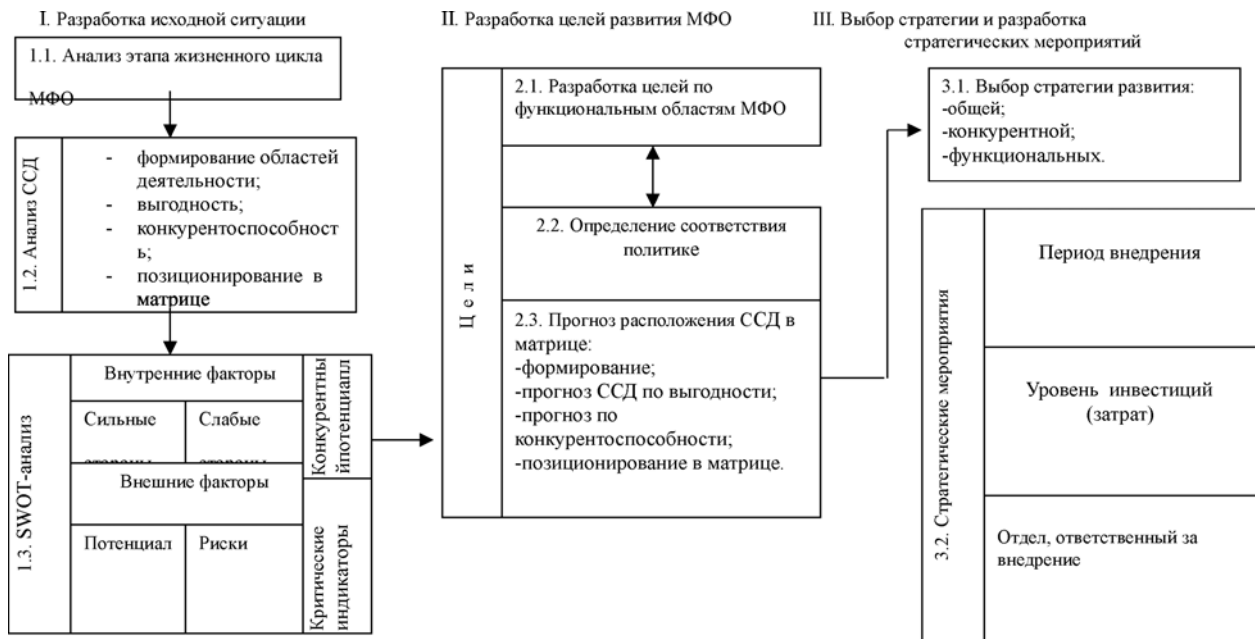 I. Разработка исходной ситуации
1.1. Анализ этапа жизненного цикла
МФО
1.2. Анализ ССД
- формирование областей
деятельности;
- выгодность;
- конкурентоспособност
ь;
- позиционирование в
матрице
1.3. SWOT-анализ
Внутренние факторы
Сильные
стороны
Слабые
стороны
Внешние факторы
Потенциал
Риски
Конкурентны
йпотенциапл
Критические
индикаторы
II. Разработка целей развития МФО
Ц е л и
2.1. Разработка целей по
функциональным областям МФО
2.2. Определение соответствия
политике
2.3. Прогноз расположения ССД в
матрице:
-формирование;
-прогноз ССД по выгодности;
-прогноз по
конкурентоспособности;
-позиционирование в матрице.
III. Выбор стратегии и разработка
стратегических мероприятий
3.1. Выбор стратегии развития:
-общей;
-конкурентной;
-функциональных.
3.2. Стратегические мероприятия
Период внедрения
Уровень инвестиций
(затрат)
Отдел, ответственный за
внедрение